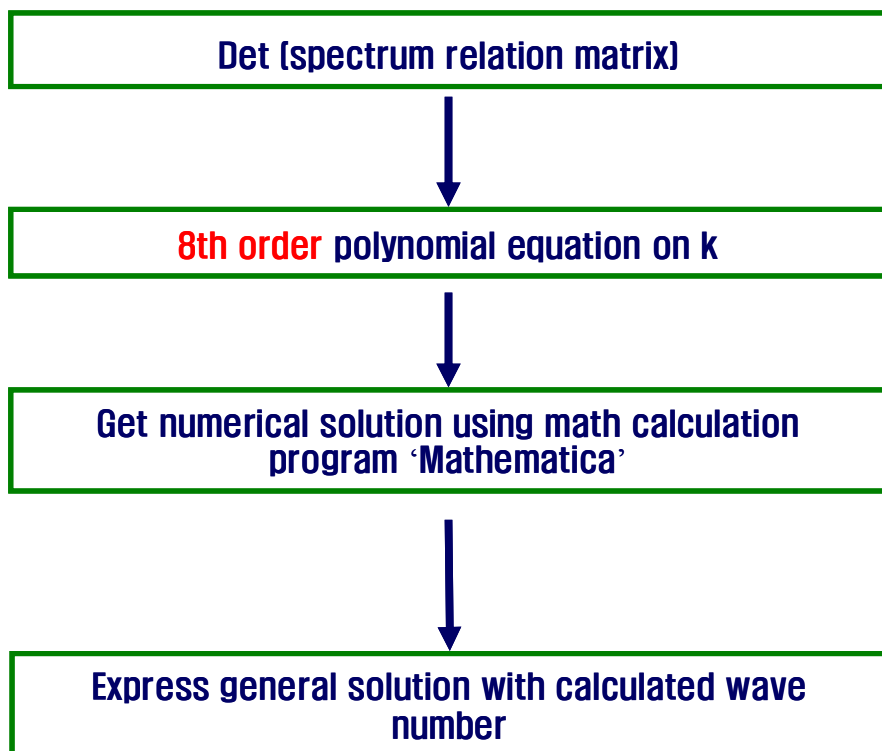 Det (spectrum relation matrix)
8th order polynomial equation on k
Get numerical solution using math calculation
program ‘Mathematica’
Express general solution with calculated wave
number